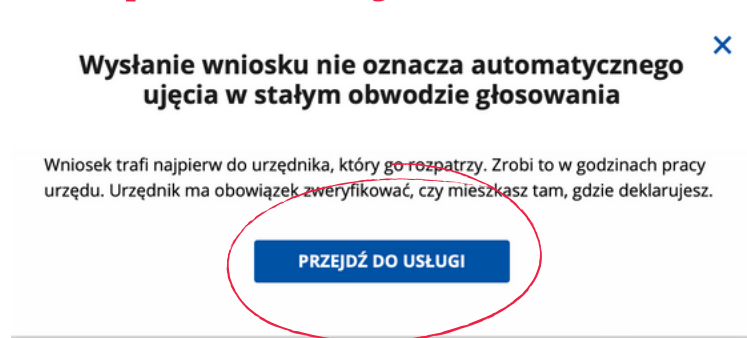 Wysłanie wniosku nie oznacza automatycznego
ujęcia w stałym obwodzie głosowania
Wniosek trafi najpierw do urzędnika, który go rozpatrzy. Zrobi to w godzinach pracy
urzędu. Urzędnik ma obowiązek zweryfikować, czy mieszkasz tam, gdzie deklarujesz.
PRZEJDŹ DO USŁUGI